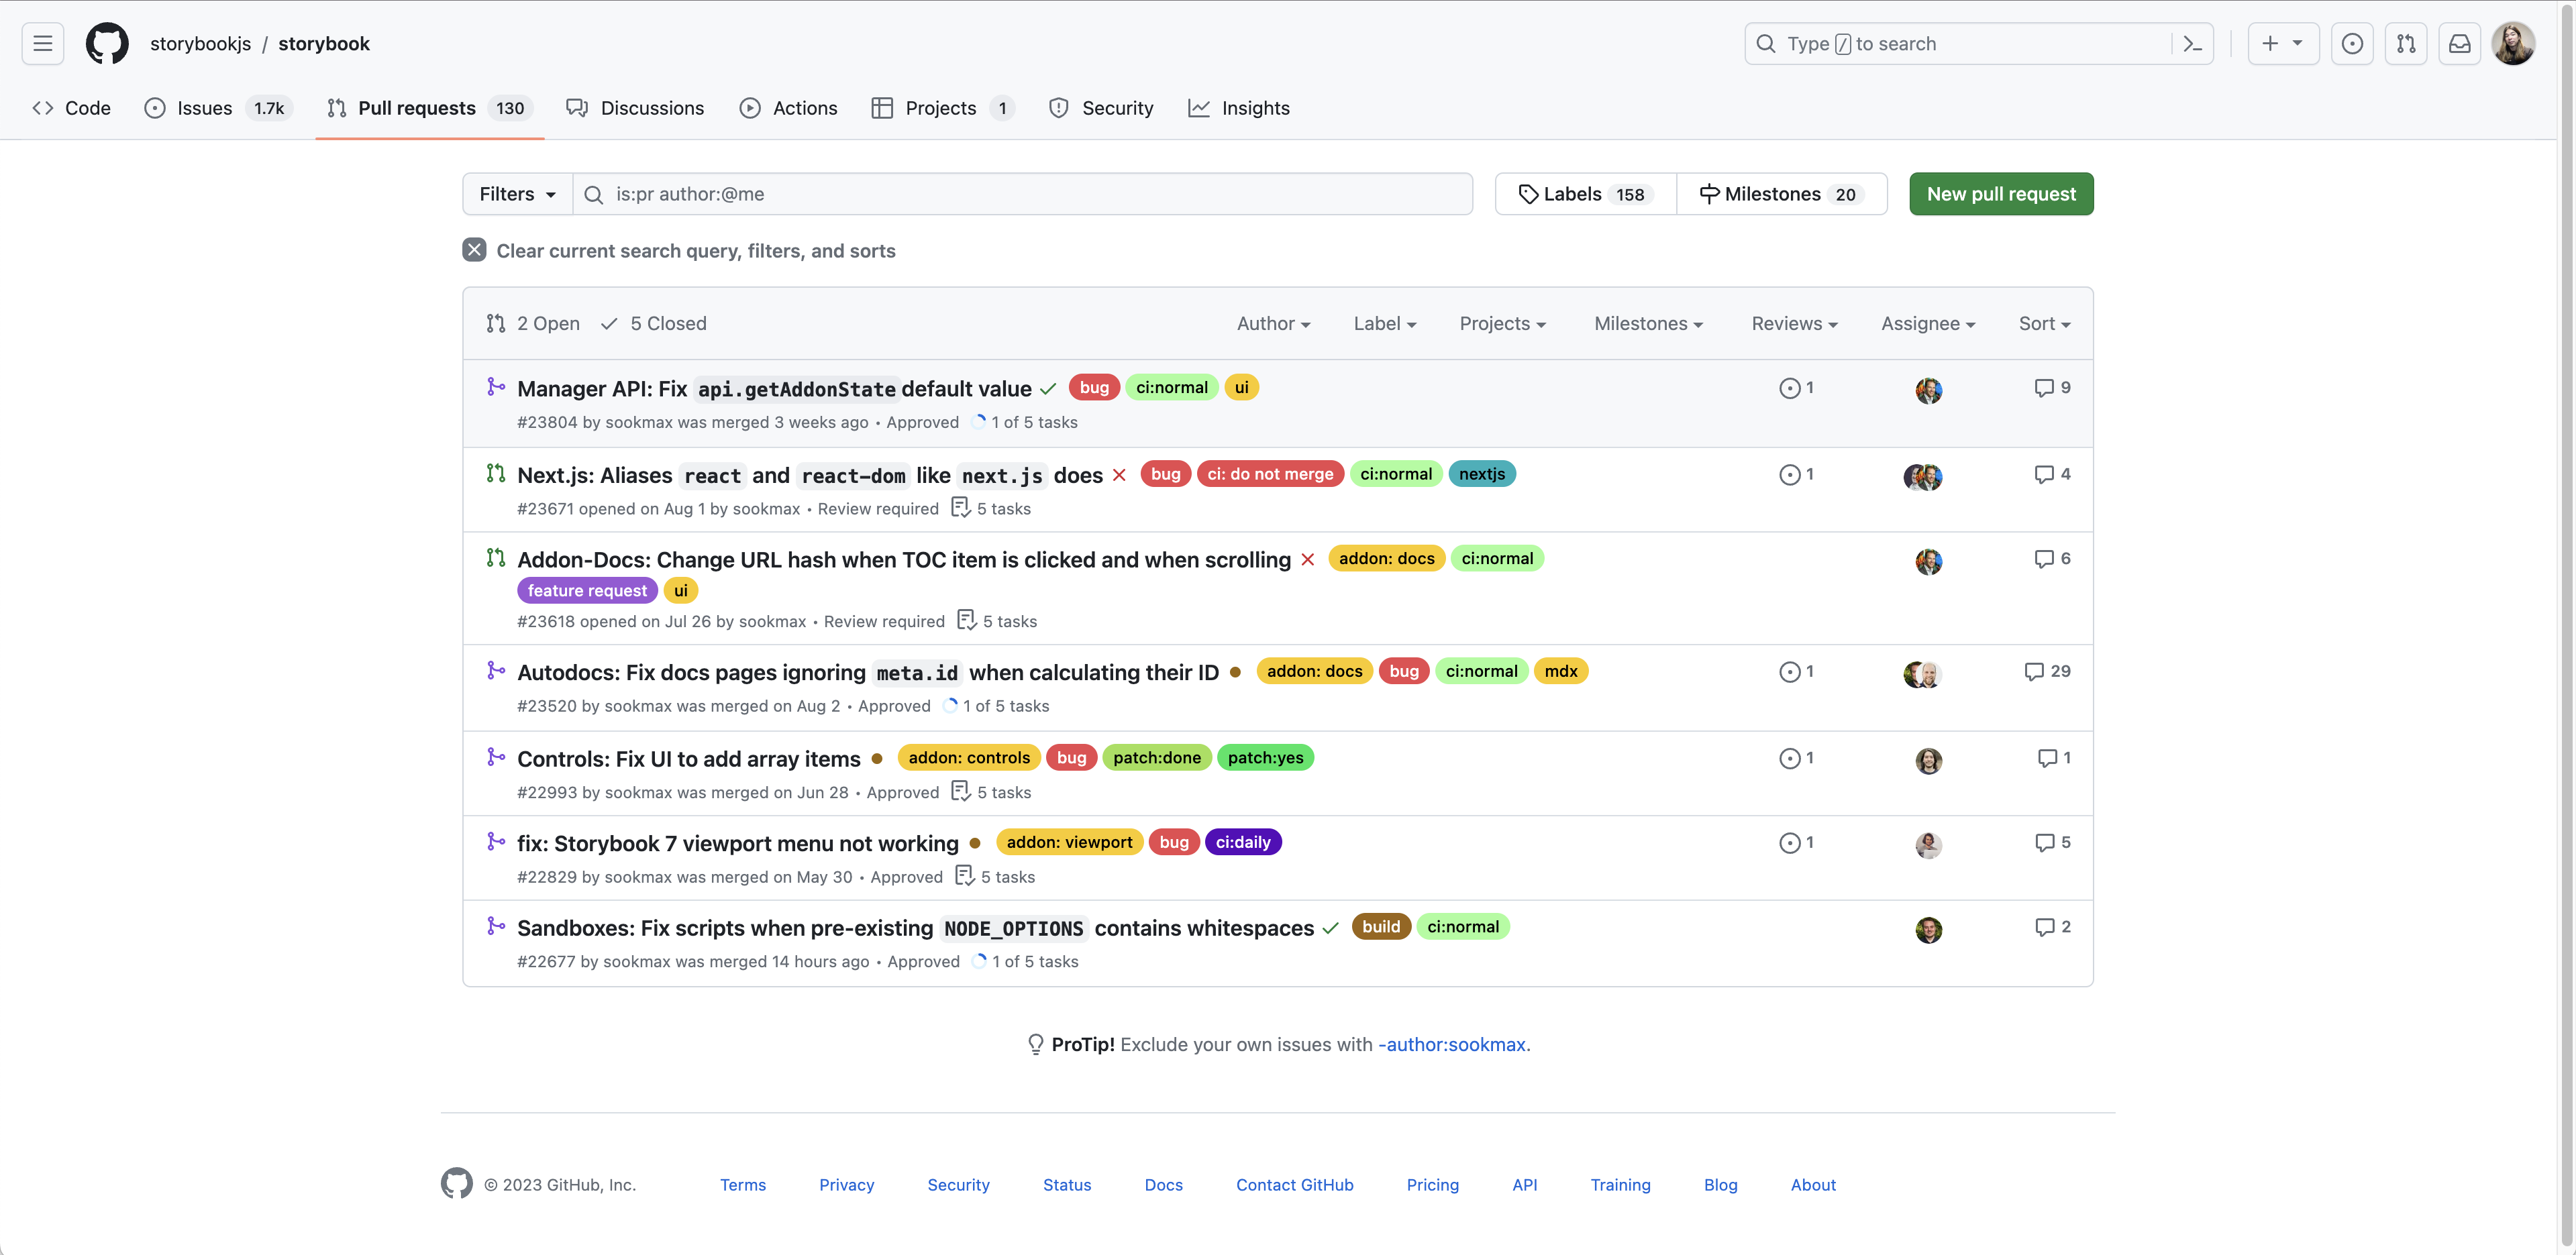 storybookjs / storybook
Type / to search
Code Issues 1.7k Pull requests 130 Discussions Actions Projects 1 Security Insights
Filters is:pr author:@me Labels 158 Milestones 20 New pull request
Clear current search query, filters, and sorts
2 Open 5 Closed Author Label Projects Milestones Reviews Assignee Sort
Manager API: Fix api.getAddonState default value bug ci:normal ui 1 9
#23804 by sookmax was merged 3 weeks ago • Approved 1 of 5 tasks
Next.js: Aliases react and react-dom like next.js does bug ci: do not merge ci:normal nextjs 1 4
#23671 opened on Aug 1 by sookmax • Review required 5 tasks
Addon-Docs: Change URL hash when TOC item is clicked and when scrolling addon: docs ci:normal 6
feature request ui
#23618 opened on Jul 26 by sookmax • Review required 5 tasks
Autodocs: Fix docs pages ignoring meta.id when calculating their ID addon: docs bug ci:normal mdx 1 29
#23520 by sookmax was merged on Aug 2 • Approved 1 of 5 tasks
Controls: Fix UI to add array items addon: controls bug patch:done patch:yes 1 1
#22993 by sookmax was merged on Jun 28 • Approved 5 tasks
fix: Storybook 7 viewport menu not working addon: viewport bug ci:daily 1 5
#22829 by sookmax was merged on May 30 • Approved 5 tasks
Sandboxes: Fix scripts when pre-existing NODE_OPTIONS contains whitespaces build ci:normal 2
#22677 by sookmax was merged 14 hours ago • Approved 1 of 5 tasks
ProTip! Exclude your own issues with -author:sookmax.
© 2023 GitHub, Inc. Terms Privacy Security Status Docs Contact GitHub Pricing API Training Blog About